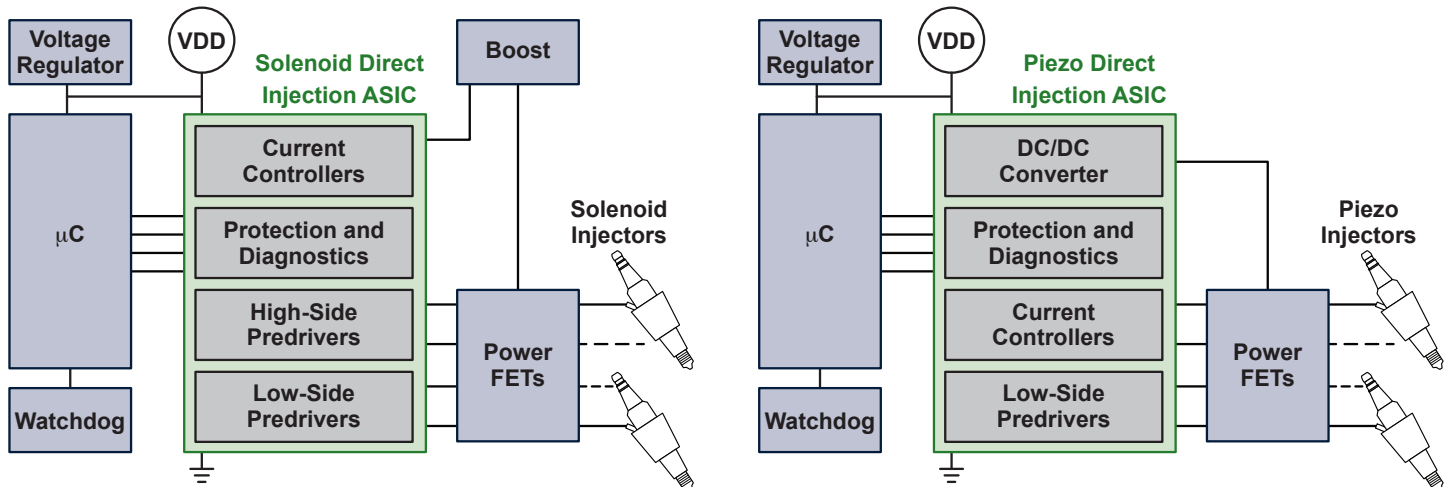 Voltage
Regulator
VDD
Solenoid Direct
Injection ASIC
Boost
μC
Current
Controllers
Protection and
Diagnostics
High-Side
Predrivers
Low-Side
Predrivers
Watchdog
Power
FETs
Solenoid
Injectors
Voltage
Regulator
VDD
Piezo Direct
Injection ASIC
μC
DC/DC
Converter
Protection and
Diagnostics
Current
Controllers
Low-Side
Predrivers
Watchdog
Power
FETs
Piezo
Injectors